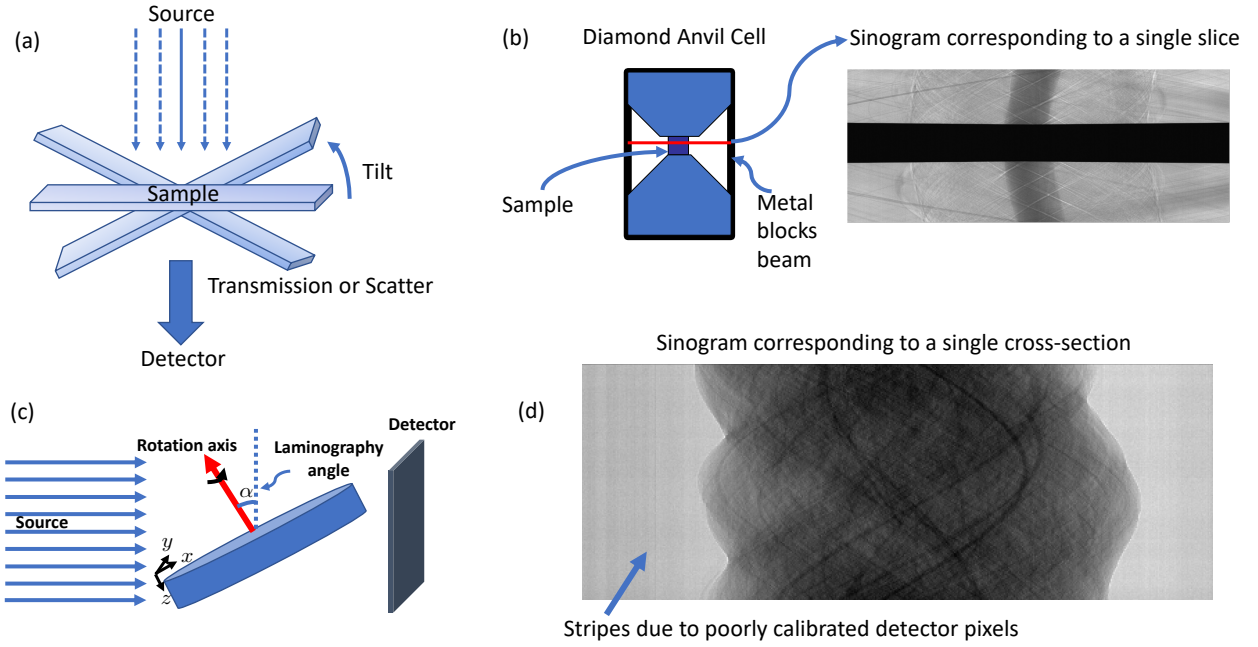 (a)
Source
Sample
Tilt
Transmission or Scatter
Detector
(b)
Diamond Anvil Cell
Sinogram corresponding to a single slice
Sample
Metal
blocks
beam
(c)
Rotation axis
Laminography
angle
Detector
α
Source
y
x
z
Sinogram corresponding to a single cross-section
(d)
Stripes due to poorly calibrated detector pixels